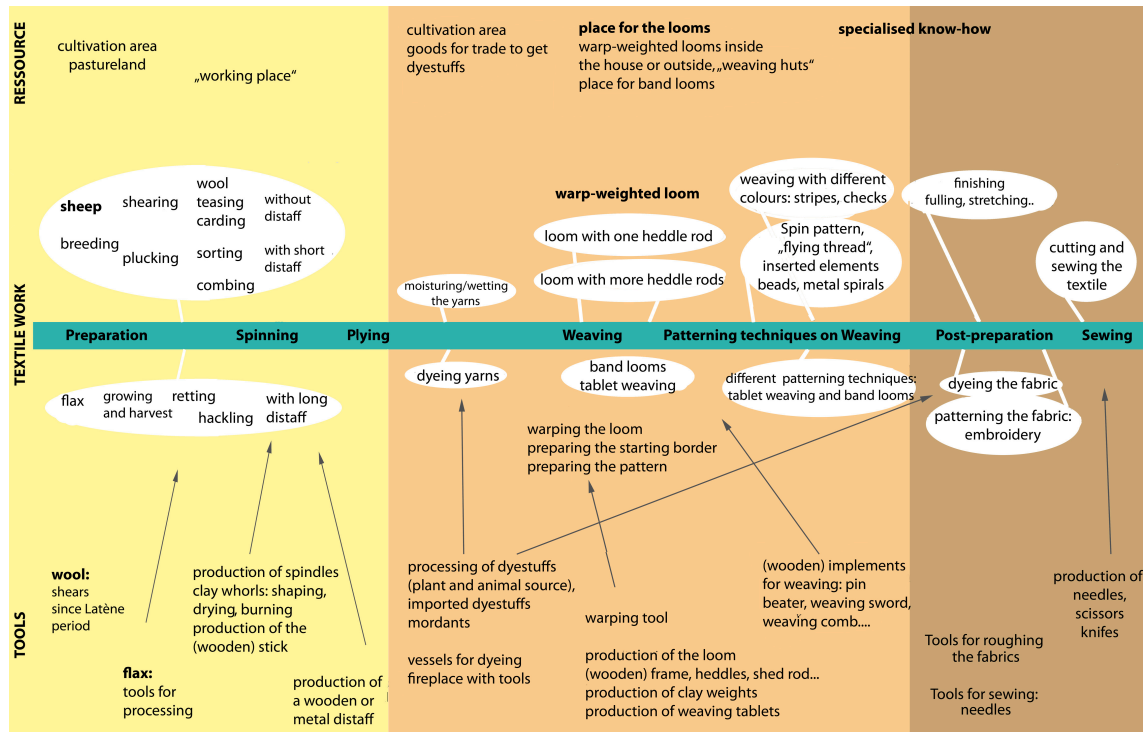 RESSOURCE
cultivation area
pastureland
„working place“
cultivation area
goods for trade to get
dyestuffs
place for the looms
warp-weighted looms inside
the house or outside, „weaving huts“
place for band looms
specialised know-how
TEXTILE WORK
sheep
breeding
shearing
plucking
wool
teasing
carding
sorting
combing
without
distaff
with short
distaff
moisturing/wetting
the yarns
warp-weighted loom
loom with one heddle rod
loom with more heddle rods
weaving with different
colours: stripes, checks
Spin pattern,
„flying thread“,
inserted elements
beads, metal spirals
finishing
fulling, stretching..
cutting and
sewing the
textile
Preparation
Spinning
Plying
Weaving
Patterning techniques on Weaving
Post-preparation
Sewing
flax
growing
and harvest
retting
hackling
with long
distaff
dyeing yarns
band looms
tablet weaving
different patterning techniques:
tablet weaving and band looms
dyeing the fabric
patterning the fabric:
embroidery
warping the loom
preparing the starting border
preparing the pattern
TOOLS
wool:
shears
since Latène
period
flax:
tools for
processing
production of spindles
clay whorls: shaping,
drying, burning
production of the
(wooden) stick
production of
a wooden or
metal distaff
processing of dyestuffs
(plant and animal source),
imported dyestuffs
mordants
vessels for dyeing
fireplace with tools
warping tool
production of the loom
(wooden) frame, heddles, shed rod...
production of clay weights
production of weaving tablets
(wooden) implements
for weaving: pin
beater, weaving sword,
weaving comb....
Tools for roughing
the fabrics
Tools for sewing:
needles
production of
needles,
scissors
knifes